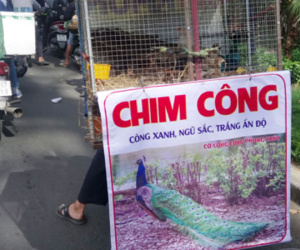 CHIM CÔNG
CÔNG XANH, NGŨ SẮC, TRẮNG ẤN ĐỘ